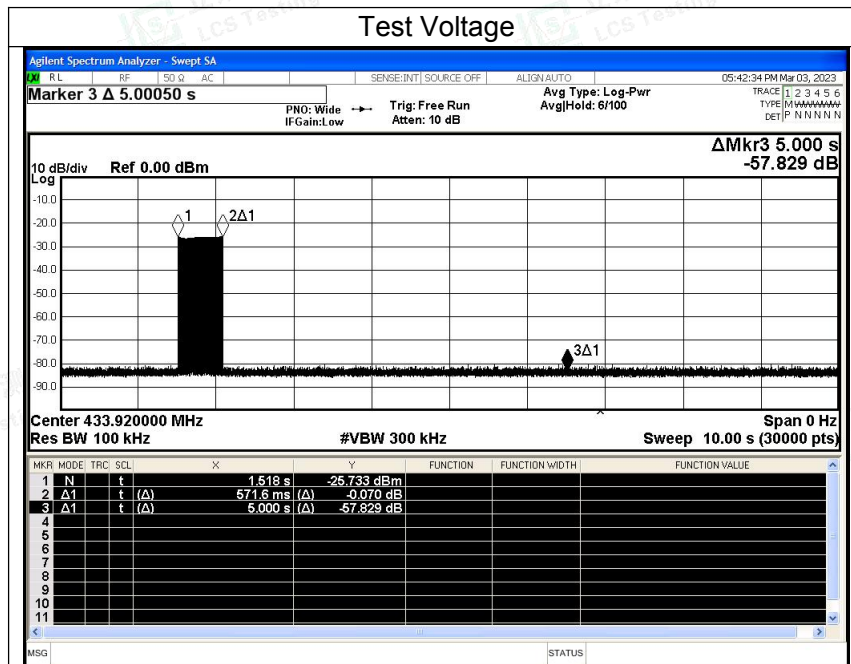 Test Voltage
LCS Testing
LCS Testing
Agilent Spectrum Analyzer - Swept SA
LXI RL RF 50 Ω AC SENSE:INT SOURCE OFF ALIGN AUTO 05:42:34 PM Mar 03, 2023
Marker 3 Δ 5.00050 s
PNO: Wide Trig: Free Run Avg Type: Log-Pwr TRACE 1 2 3 4 5 6
IFGain:Low Atten: 10 dB Avg|Hold: 6/100 TYPE M WWWWW
DET P N N N N N
ΔMkr3 5.000 s
-57.829 dB
10 dB/div Ref 0.00 dBm
Log
-10.0
-20.0
-30.0
-40.0
-50.0
-60.0
-70.0
-80.0
-90.0
1 2Δ1
3Δ1
Center 433.920000 MHz Span 0 Hz
Res BW 100 kHz #VBW 300 kHz Sweep 10.00 s (30000 pts)
MKR MODE TRC SCL X Y FUNCTION FUNCTION WIDTH FUNCTION VALUE
1 N t 1.518 s -25.733 dBm
2 Δ1 t (Δ) 571.6 ms (Δ) -0.070 dB
3 Δ1 t (Δ) 5.000 s (Δ) -57.829 dB
4
5
6
7
8
9
10
11
MSG STATUS